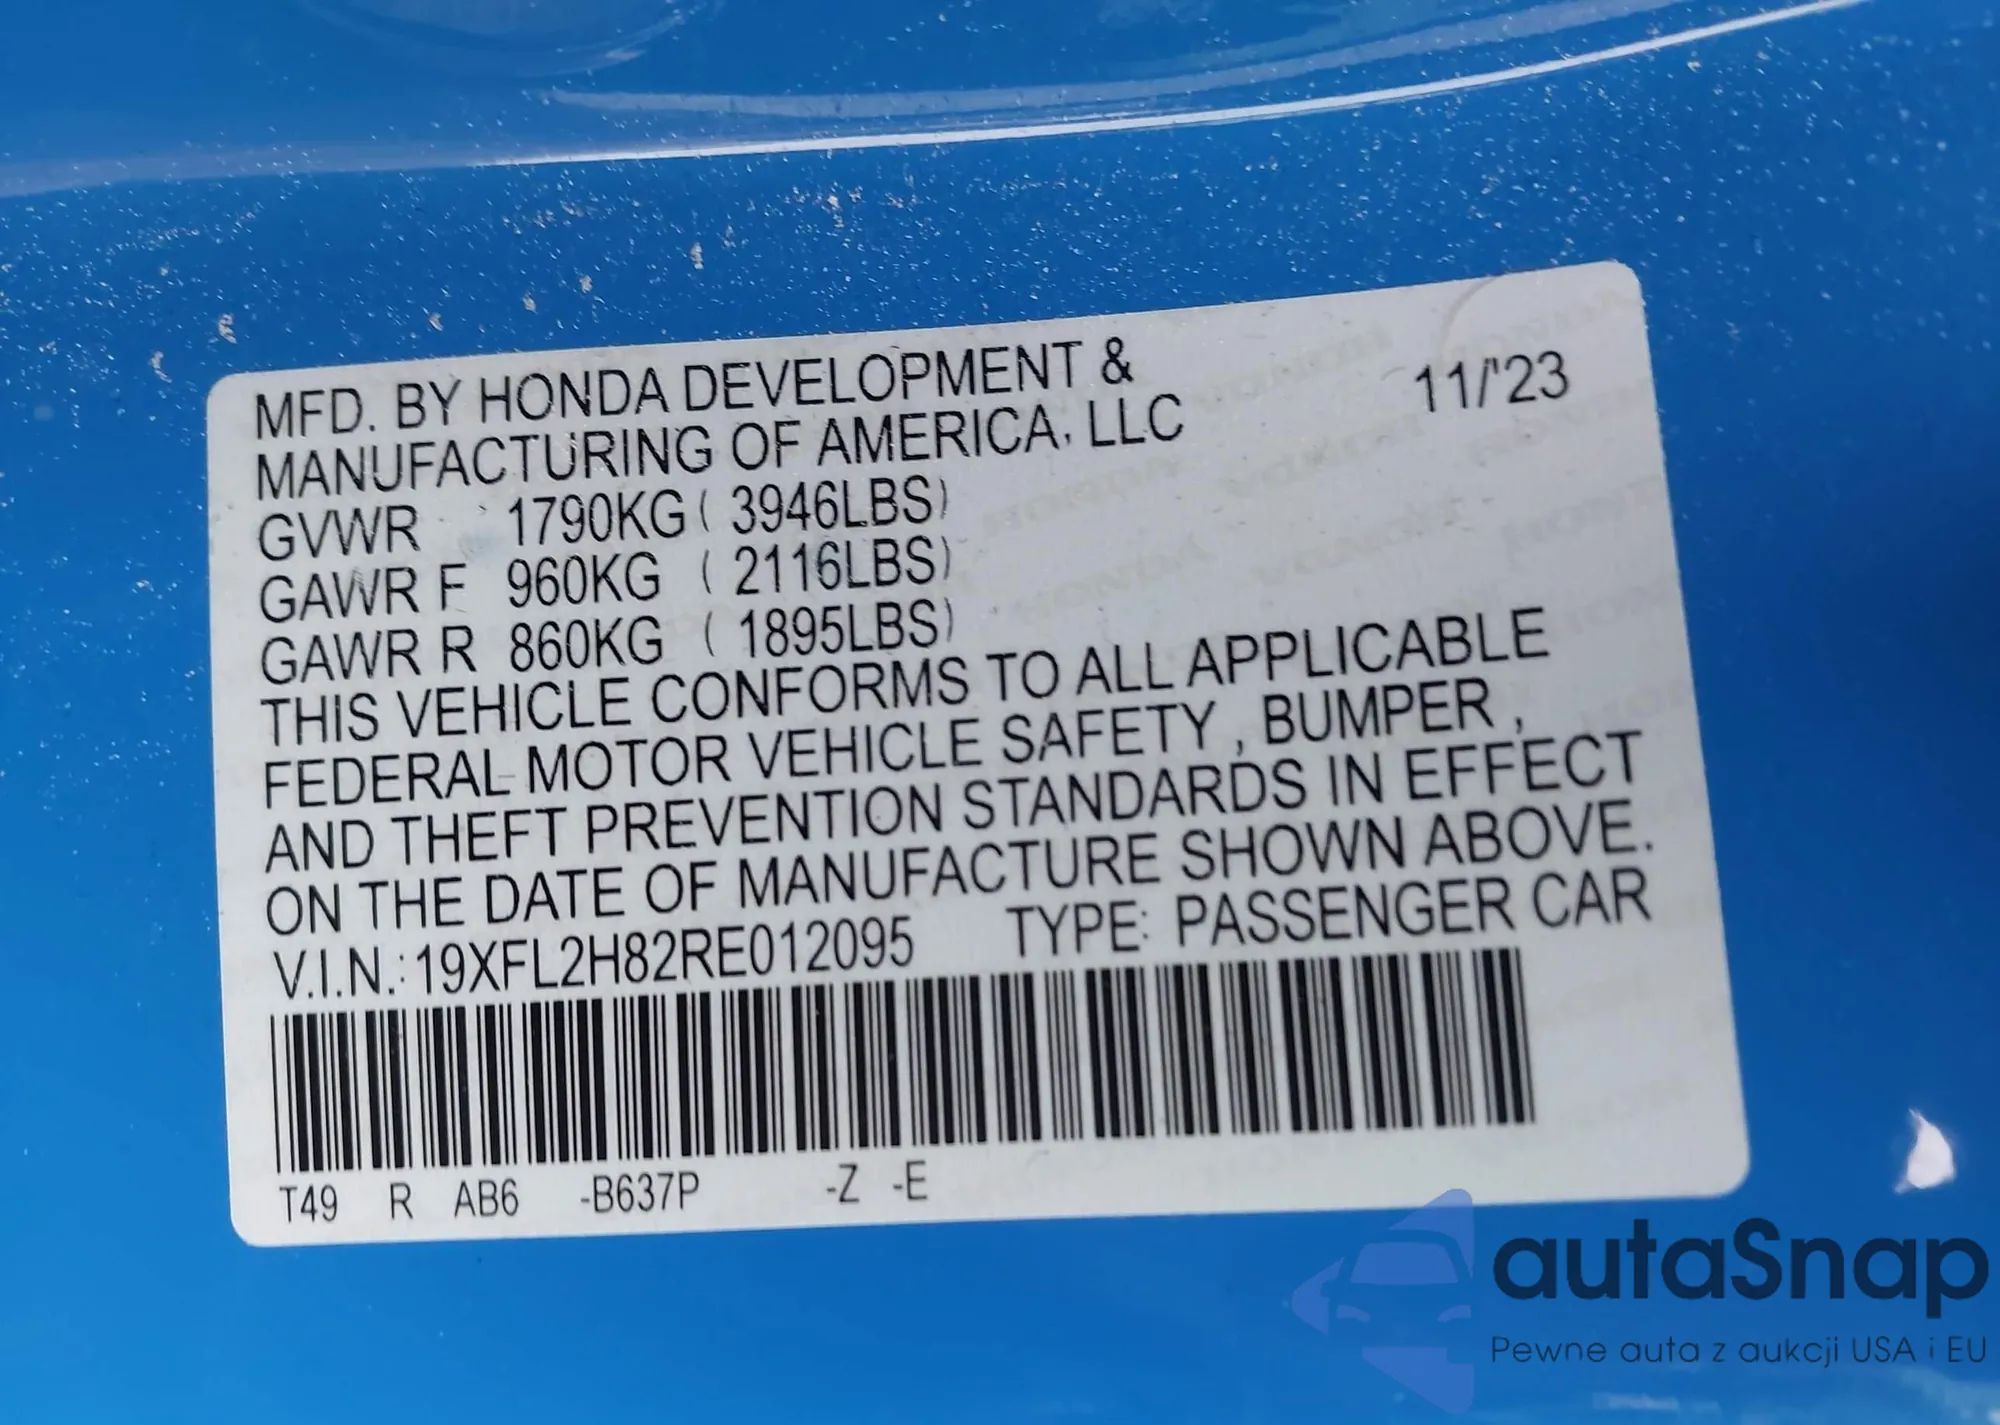 MFD. BY HONDA DEVELOPMENT &
MANUFACTURING OF AMERICA, LLC
11/'23
GVWR 1790KG ( 3946LBS)
GAWR F 960KG ( 2116LBS)
GAWR R 860KG ( 1895LBS)
THIS VEHICLE CONFORMS TO ALL APPLICABLE
FEDERAL MOTOR VEHICLE SAFETY , BUMPER ,
AND THEFT PREVENTION STANDARDS IN EFFECT
ON THE DATE OF MANUFACTURE SHOWN ABOVE.
V.I.N.: 19XFL2H82RE012095 TYPE: PASSENGER CAR
T49 R AB6 -B637P -Z -E
autaSnap
Pewne auta z aukcji USA i EU